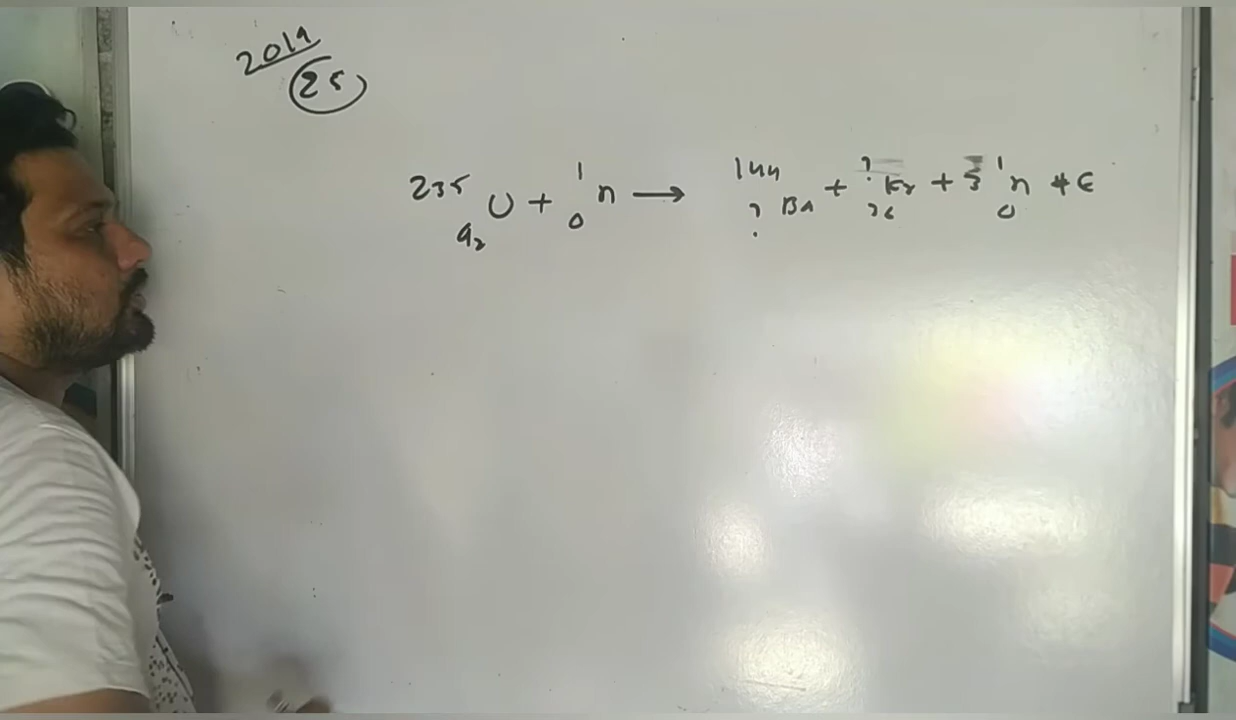 2019
25
235 92 U + 1 0 n → 144 ? Ba + ? 36 Kr + 3 1 0 n + E